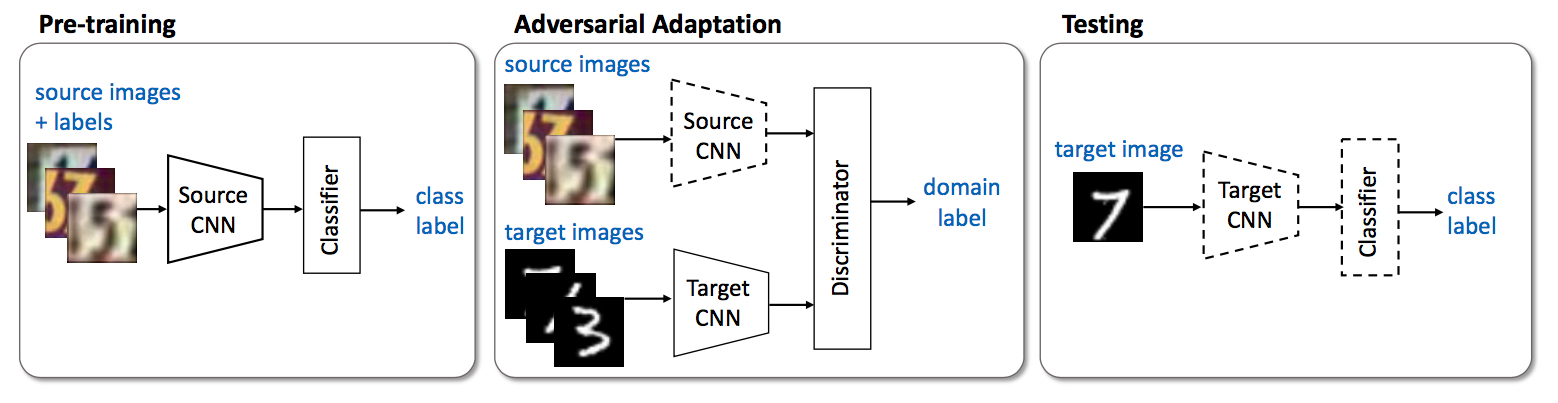 Pre-training
source images
+ labels
Source
CNN
Classifier
class
label
Adversarial Adaptation
source images
Source
CNN
target images
Target
CNN
Discriminator
domain
label
Testing
target image
7
Target
CNN
Classifier
class
label